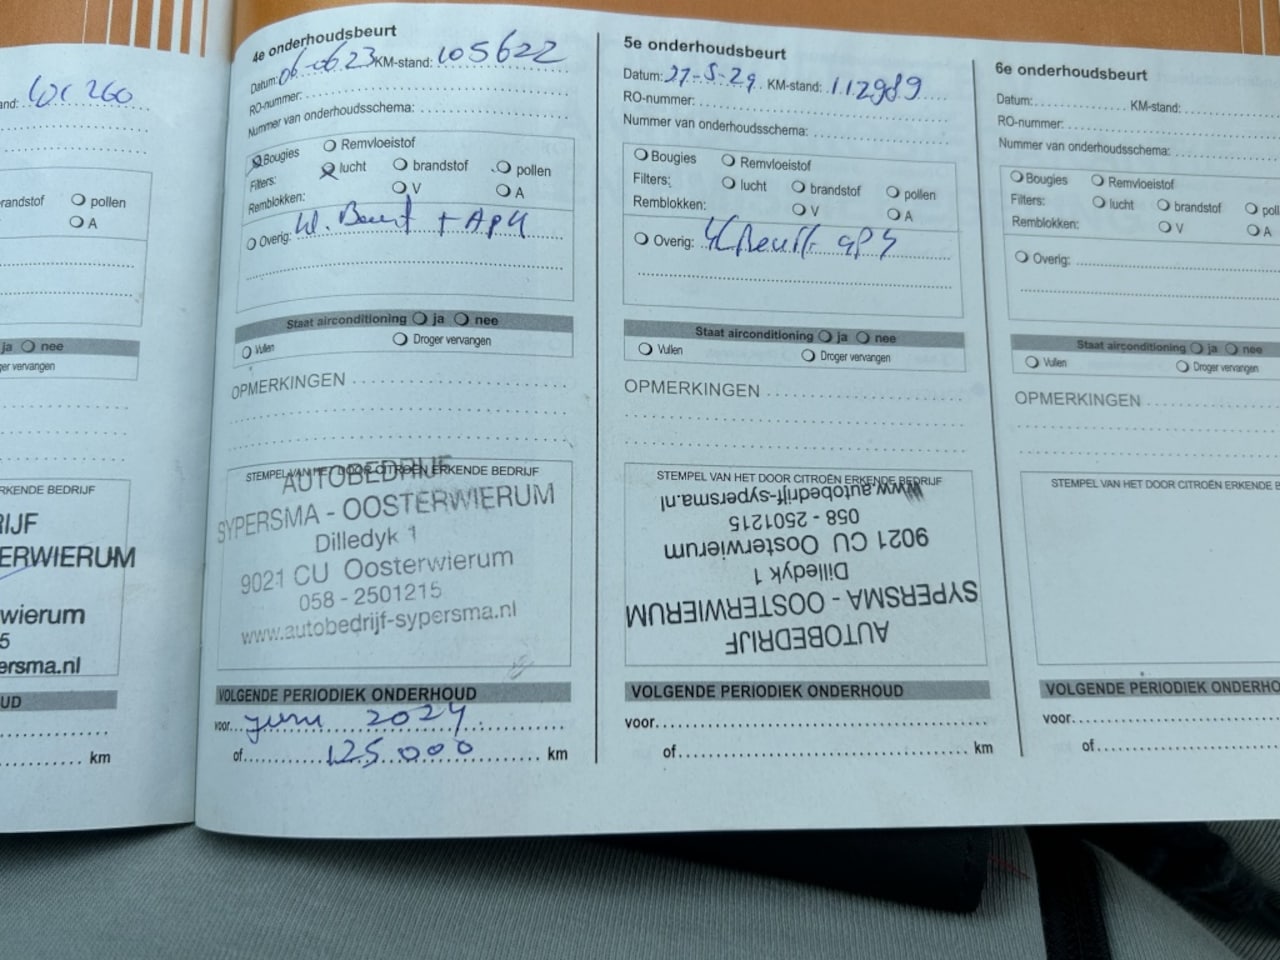 and:
randstof pollen
A
ja nee
er vervangen
RKENDE BEDRIJF
RIJF
ERWIERUM
wierum
5
ersma.nl
UD
km
4e onderhoudsbeurt
Datum: 06-06.23 KM-stand: 105622
RO-nummer:
Nummer van onderhoudsschema:
Bougies Remvloeistof
Filters: lucht brandstof pollen
Remblokken: V A
Overig: Kl. Beurt + APK
Staat airconditioning ja nee
Vullen Droger vervangen
OPMERKINGEN
STEMPEL VAN HET DOOR CITROËN ERKENDE BEDRIJF
AUTOBEDRIJF
SYPERSMA - OOSTERWIERUM
Dilledyk 1
9021 CU Oosterwierum
058 - 2501215
www.autobedrijf-sypersma.nl
VOLGENDE PERIODIEK ONDERHOUD
voor juni 2024
of 125.000 km
5e onderhoudsbeurt
Datum: 27-5-24 KM-stand: 112989
RO-nummer:
Nummer van onderhoudsschema:
Bougies Remvloeistof
Filters: lucht brandstof pollen
Remblokken: V A
Overig: Beurt
Staat airconditioning ja nee
Vullen Droger vervangen
OPMERKINGEN
STEMPEL VAN HET DOOR CITROËN ERKENDE BEDRIJF
AUTOBEDRIJF
SYPERSMA - OOSTERWIERUM
Dilledyk 1
9021 CU Oosterwierum
058 - 2501215
www.autobedrijf-sypersma.nl
VOLGENDE PERIODIEK ONDERHOUD
voor
of km
6e onderhoudsbeurt
Datum: KM-stand:
RO-nummer:
Nummer van onderhoudsschema:
Bougies Remvloeistof
Filters: lucht brandstof poll
Remblokken: V A
Overig:
Staat airconditioning ja nee
Vullen Droger vervangen
OPMERKINGEN
STEMPEL VAN HET DOOR CITROËN ERKENDE B
VOLGENDE PERIODIEK ONDERHO
voor
of